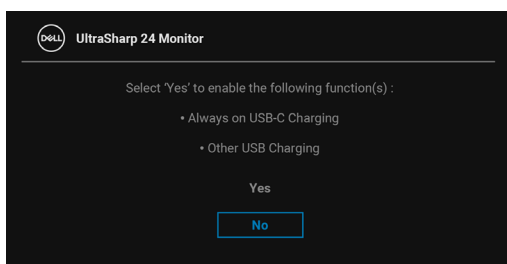 DELL UltraSharp 24 Monitor
Select 'Yes' to enable the following function(s) :
• Always on USB-C Charging
• Other USB Charging
Yes
No